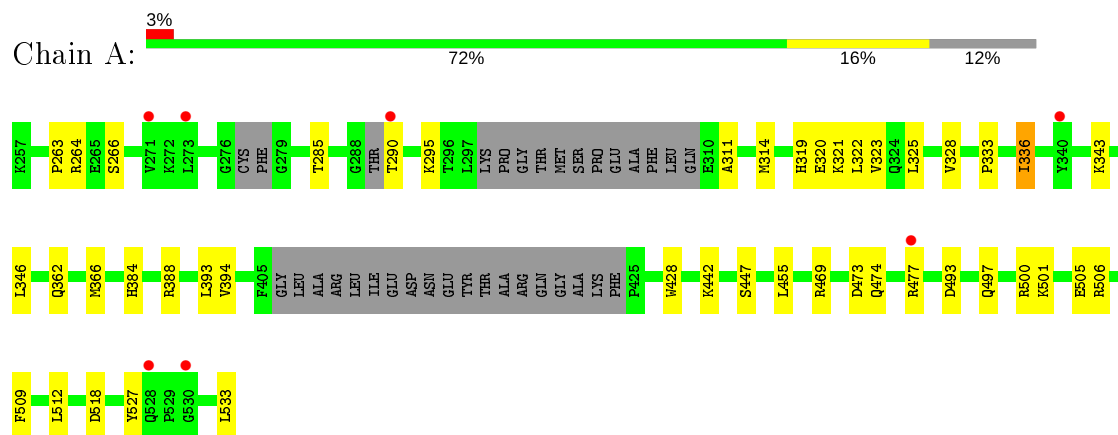 3%
Chain A:
72% 16% 12%
K257 P263 R264 E265 S266 V271 K272 L273 G276 CYS PHE G279 T285 G288 THR T290 K295 T296 L297 LYS PRO GLY THR MET SER PRO GLU ALA PHE LEU GLN E310 A311 M314 H319 E320 K321 L322 V323 Q324 L325 V328 P333 I336 Y340 K343
L346 Q362 M366 H384 R388 L393 V394 F405 GLY LEU ALA ARG LEU ILE GLU ASP ASN GLU TYR THR ALA ARG GLN GLY ALA LYS PHE P425 W428 K442 S447 L455 R469 D473 Q474 R477 D493 Q497 R500 K501 E505 R506
F509 L512 D518 Y527 Q528 P529 G530 L533